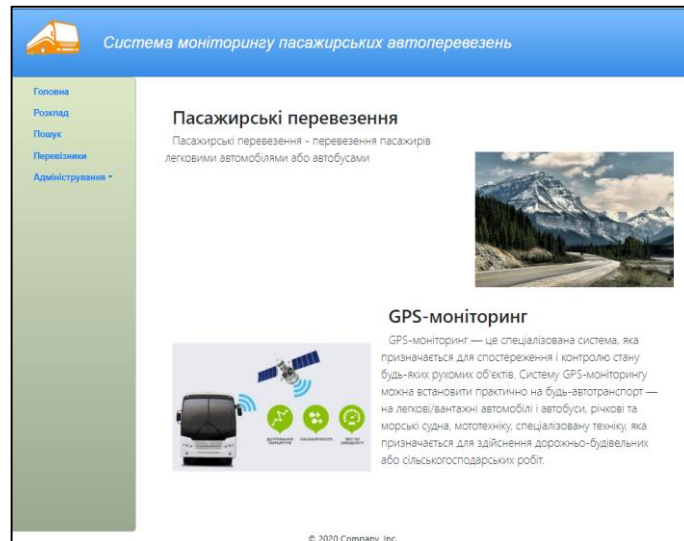 Система моніторингу пасажирських автоперевезень
Головна
Розклад
Пошук
Перевізники
Адміністрування
Пасажирські перевезення
Пасажирські перевезення - перевезення пасажирів
легковими автомобілями або автобусами
GPS-моніторинг
GPS-моніторинг — це спеціалізована система, яка
призначається для спостереження і контролю стану
будь-яких рухомих об'єктів. Систему GPS-моніторингу
можна встановити практично на будь-автотранспорт —
на легкові/вантажні автомобілі і автобуси, річкові та
морські судна, мототехніку, спеціалізовану техніку, яка
призначається для здійснення дорожньо-будівельних
або сільськогосподарських робіт.
© 2020 Company, Inc.